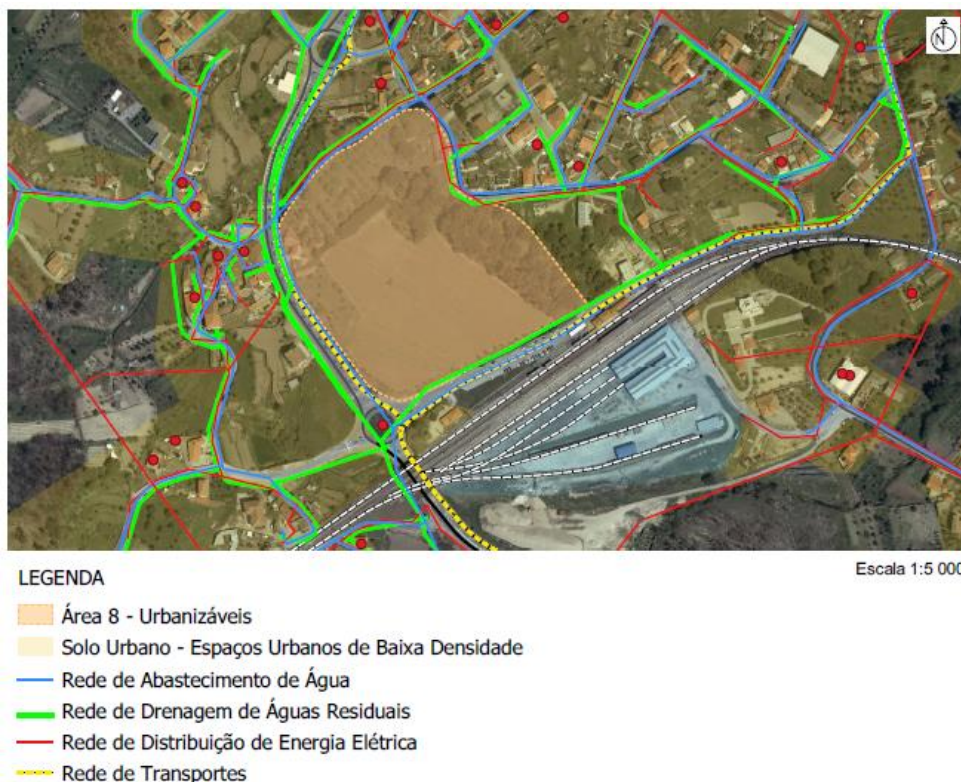 N
Escala 1:5 000
LEGENDA
Área 8 - Urbanizáveis
Solo Urbano - Espaços Urbanos de Baixa Densidade
Rede de Abastecimento de Água
Rede de Drenagem de Águas Residuais
Rede de Distribuição de Energia Elétrica
Rede de Transportes